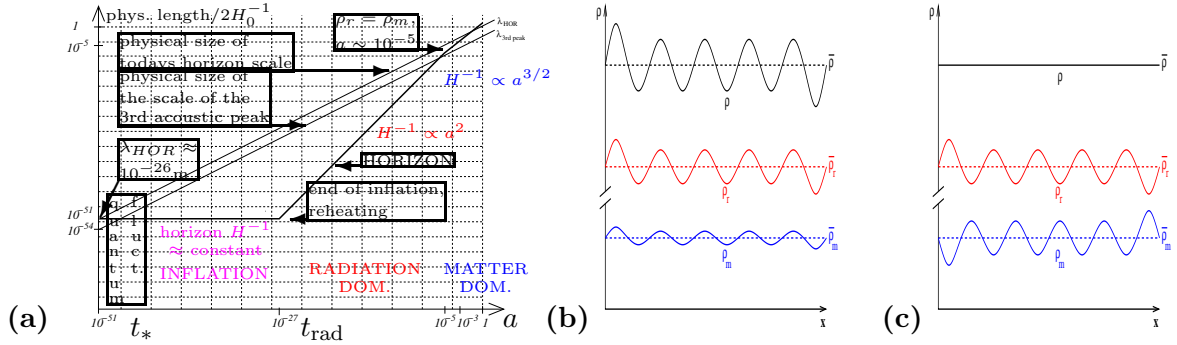 phys. length/2H₀⁻¹
1
10⁻⁵
10⁻⁵¹
10⁻⁵⁴
physical size of
todays horizon scale
physical size of
the scale of the
3rd acoustic peak
λ_HOR ≈
10⁻²⁶m
quantum
fluct.
ρ_r = ρ_m,
a ≈ 10⁻⁵
λ_HOR
λ_3rd peak
H⁻¹ ∝ a^{3/2}
H⁻¹ ∝ a²
HORIZON
end of inflation,
reheating
horizon H⁻¹
≈ constant
INFLATION
RADIATION
DOM.
MATTER
DOM.
10⁻⁵¹
t_*
10⁻²⁷
t_rad
10⁻⁵
10⁻³
1
a
(a)
ρ
ρ̄
ρ
ρ̄_r
ρ_r
ρ̄_m
ρ_m
x
(b)
ρ
ρ̄
ρ
ρ̄_r
ρ_r
ρ̄_m
ρ_m
x
(c)